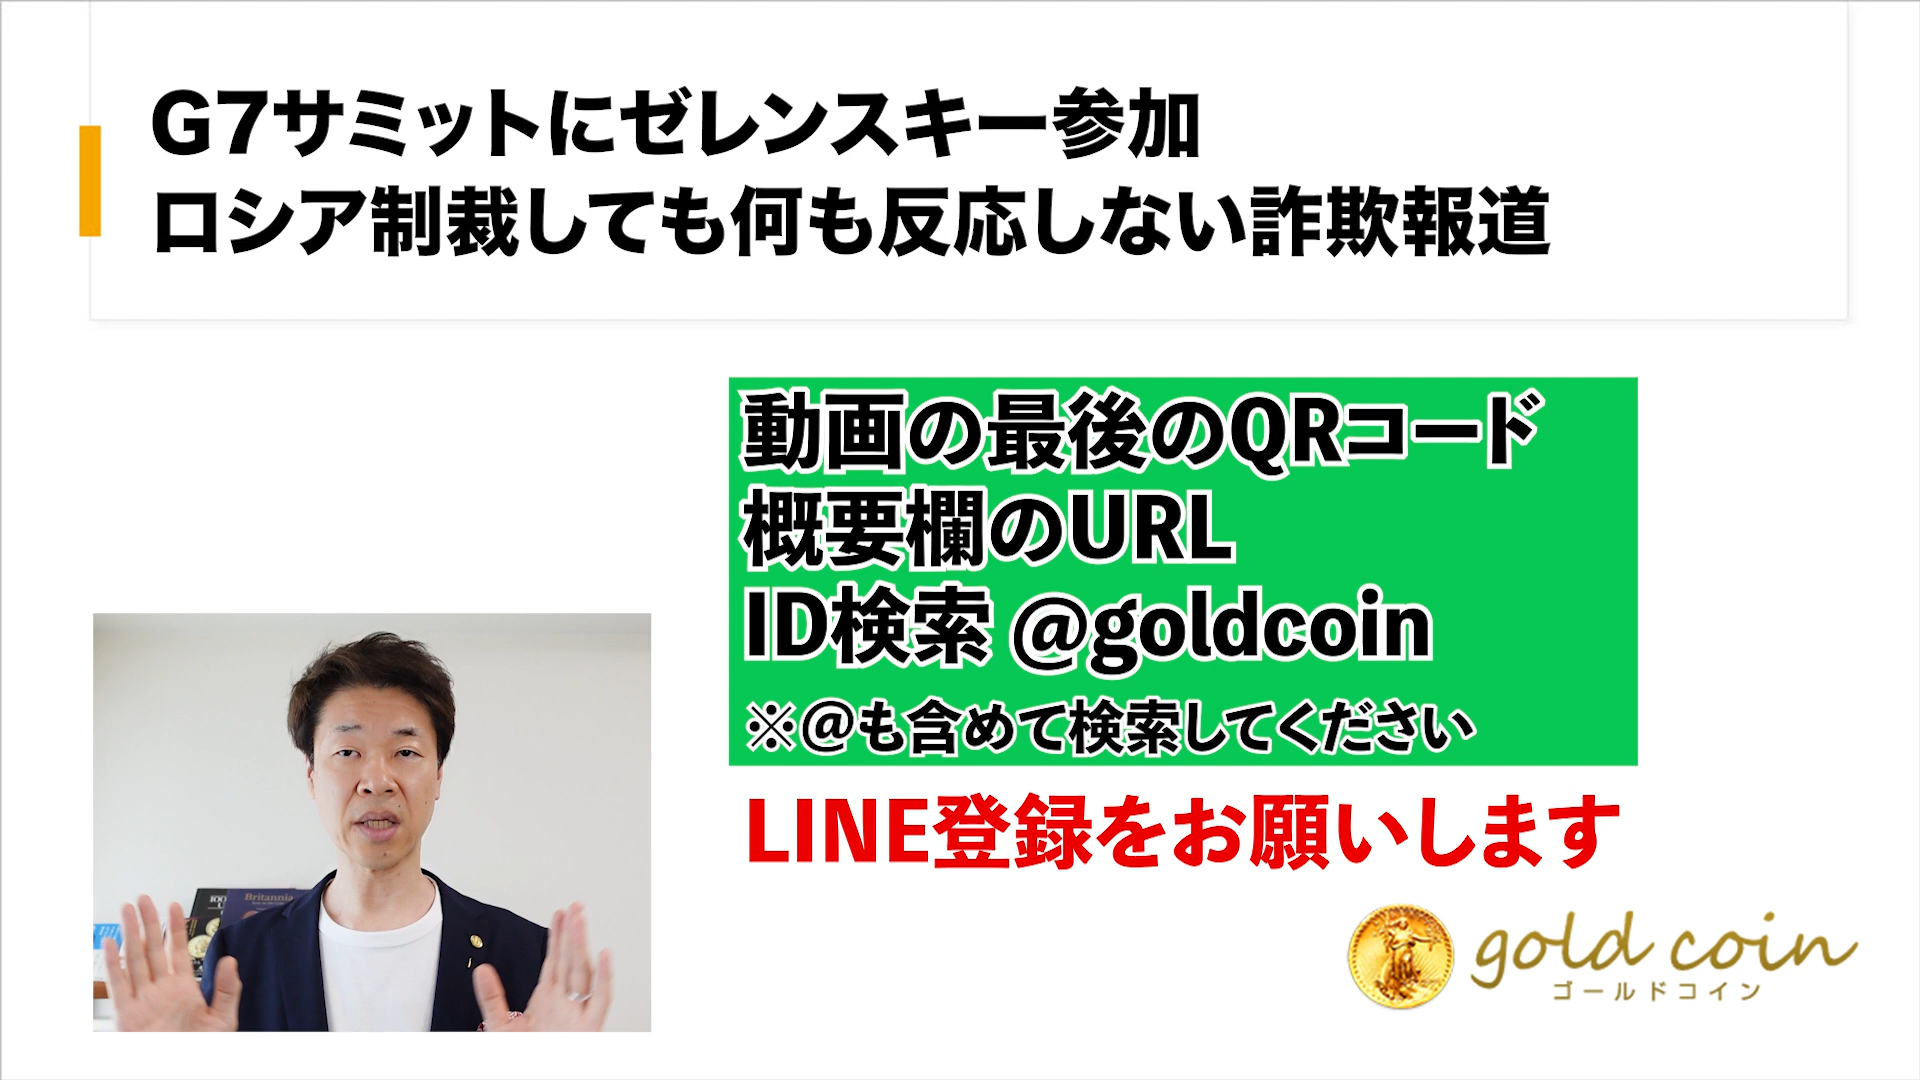 G7サミットにゼレンスキー参加
ロシア制裁しても何も反応しない詐欺報道
動画の最後のQRコード
概要欄のURL
ID検索 @goldcoin
※@も含めて検索してください
LINE登録をお願いします
Britannia
gold coin
ゴールドコイン